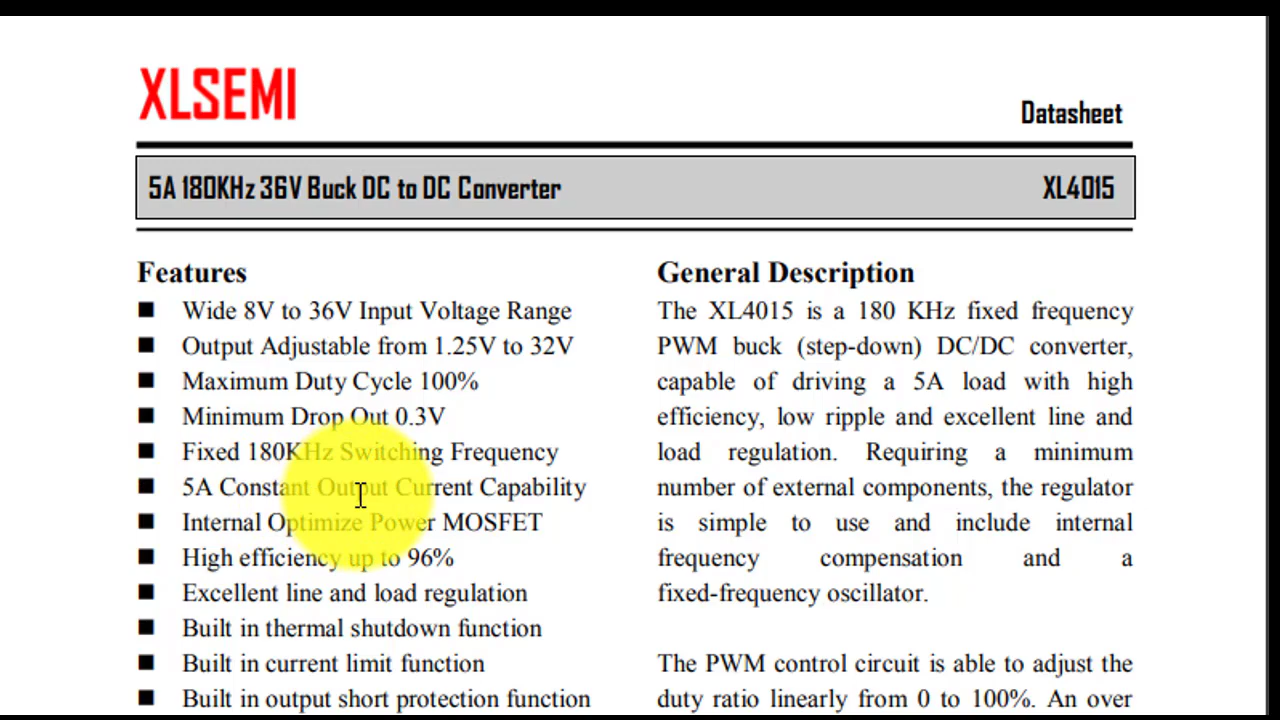 XLSEMI
Datasheet
5A 180KHz 36V Buck DC to DC Converter XL4015
Features
■ Wide 8V to 36V Input Voltage Range
■ Output Adjustable from 1.25V to 32V
■ Maximum Duty Cycle 100%
■ Minimum Drop Out 0.3V
■ Fixed 180KHz Switching Frequency
■ 5A Constant Output Current Capability
■ Internal Optimize Power MOSFET
■ High efficiency up to 96%
■ Excellent line and load regulation
■ Built in thermal shutdown function
■ Built in current limit function
■ Built in output short protection function
General Description
The XL4015 is a 180 KHz fixed frequency
PWM buck (step-down) DC/DC converter,
capable of driving a 5A load with high
efficiency, low ripple and excellent line and
load regulation. Requiring a minimum
number of external components, the regulator
is simple to use and include internal
frequency compensation and a
fixed-frequency oscillator.
The PWM control circuit is able to adjust the
duty ratio linearly from 0 to 100%. An over